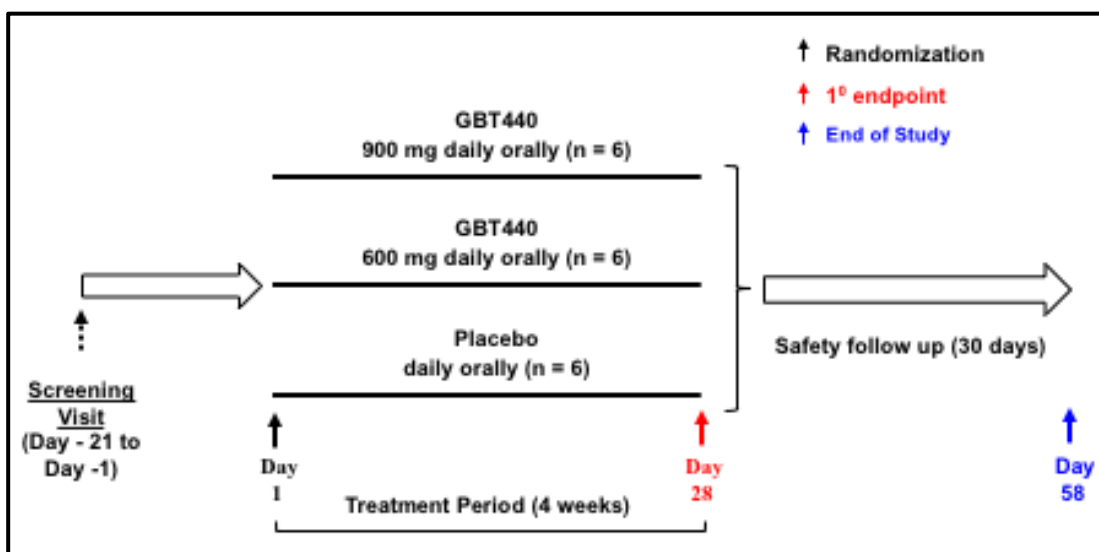 Randomization
1⁰ endpoint
End of Study
GBT440
900 mg daily orally (n = 6)
GBT440
600 mg daily orally (n = 6)
Placebo
daily orally (n = 6)
Safety follow up (30 days)
Screening
Visit
(Day - 21 to
Day -1)
Day
1
Day
28
Day
58
Treatment Period (4 weeks)